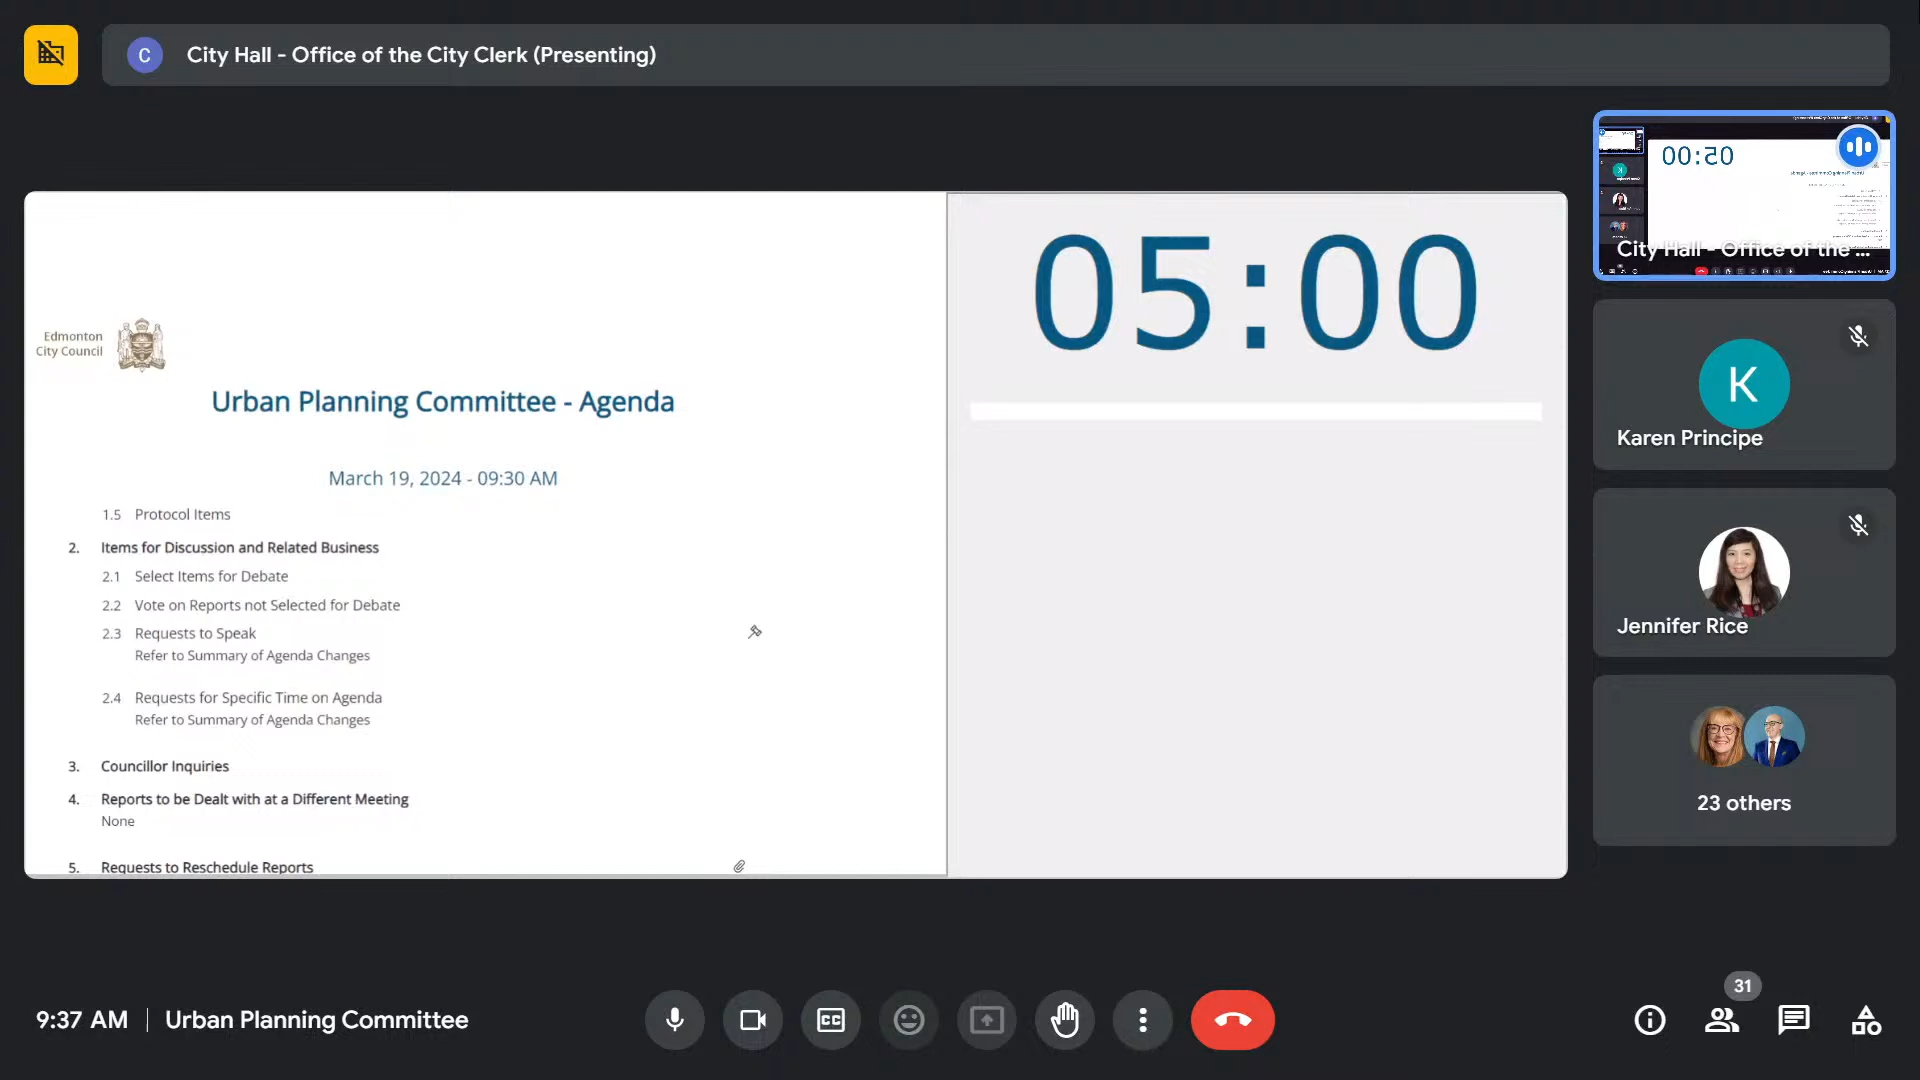 C City Hall - Office of the City Clerk (Presenting)
Edmonton
City Council
Urban Planning Committee - Agenda
March 19, 2024 - 09:30 AM
1.5 Protocol Items
2. Items for Discussion and Related Business
2.1 Select Items for Debate
2.2 Vote on Reports not Selected for Debate
2.3 Requests to Speak
Refer to Summary of Agenda Changes
2.4 Requests for Specific Time on Agenda
Refer to Summary of Agenda Changes
3. Councillor Inquiries
4. Reports to be Dealt with at a Different Meeting
None
5. Requests to Reschedule Reports
05:00
05:00
City Hall - Office of the ...
K
Karen Principe
Jennifer Rice
23 others
9:37 AM | Urban Planning Committee
CC
31